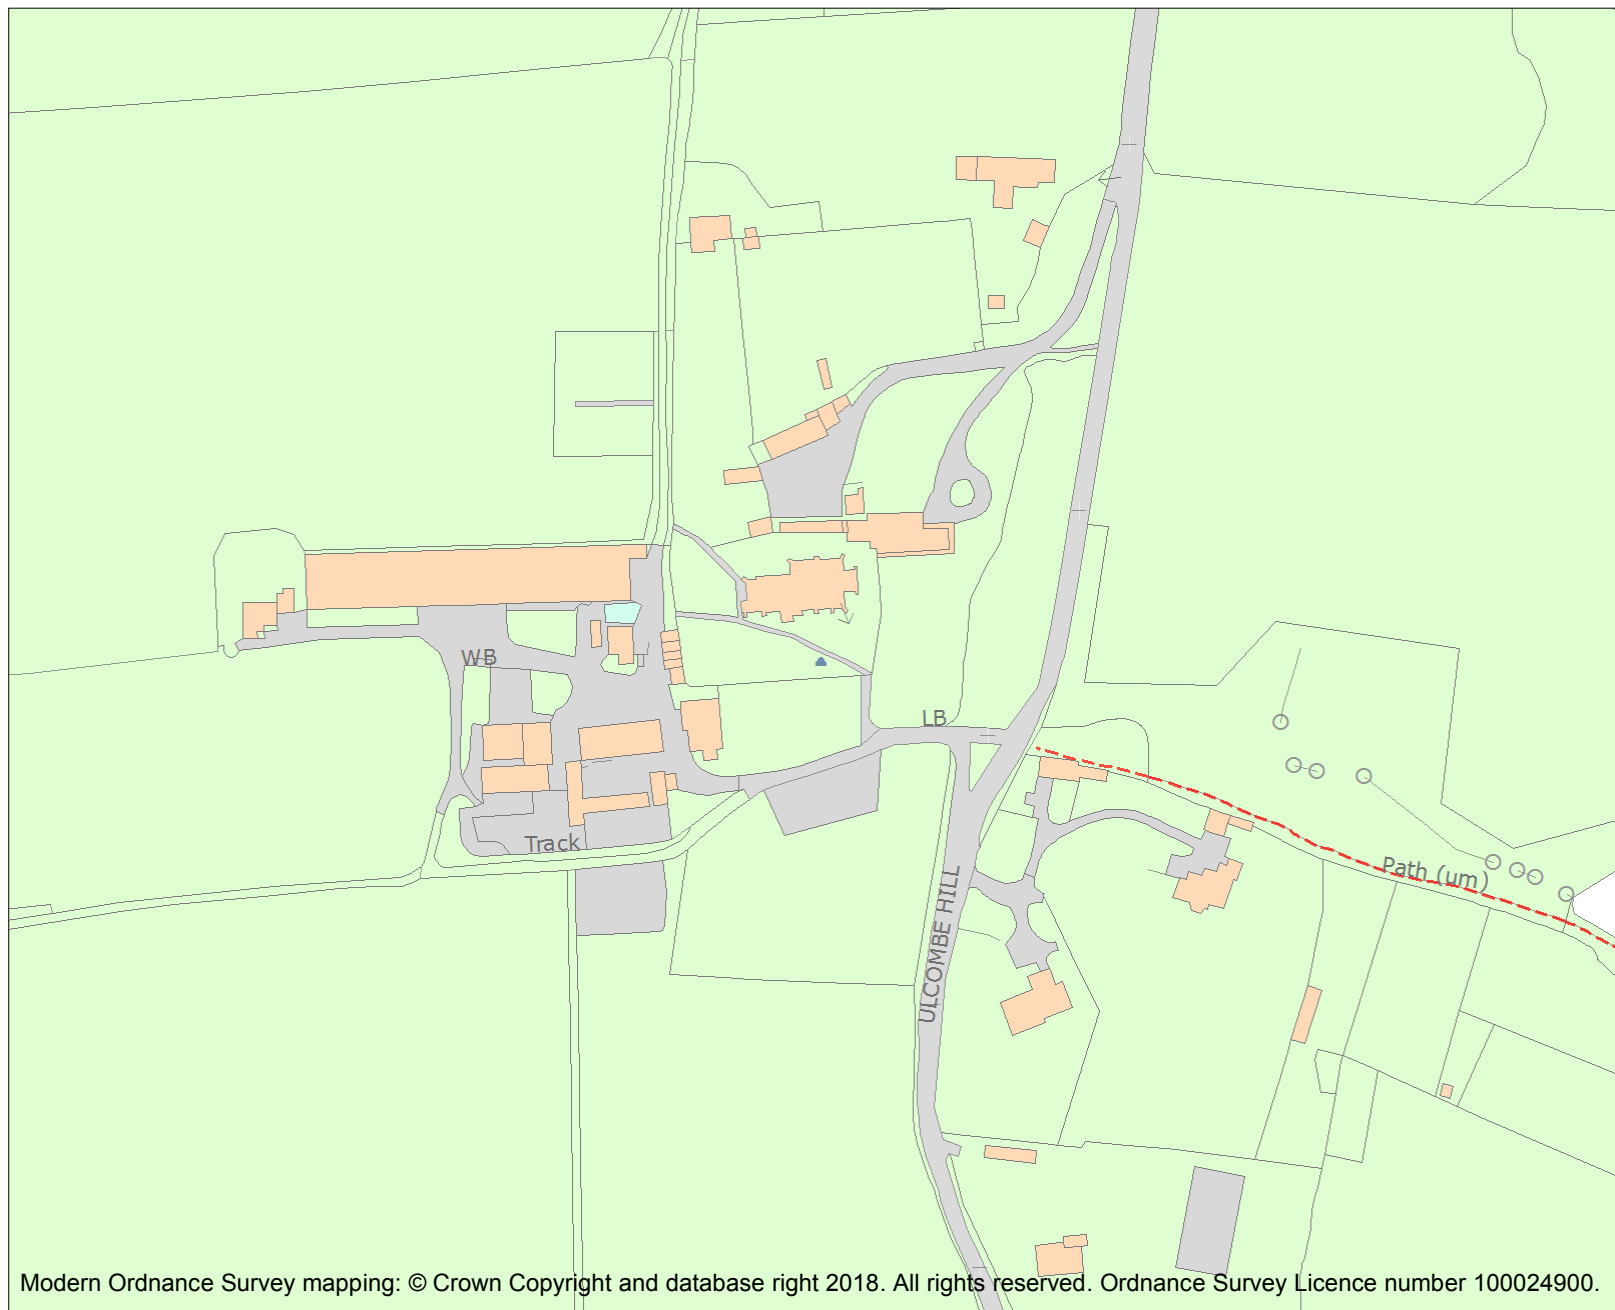 WB
LB
Track
Path (um)
ULCOMBE HILL
Modern Ordnance Survey mapping: © Crown Copyright and database right 2018. All rights reserved. Ordnance Survey Licence number 100024900.